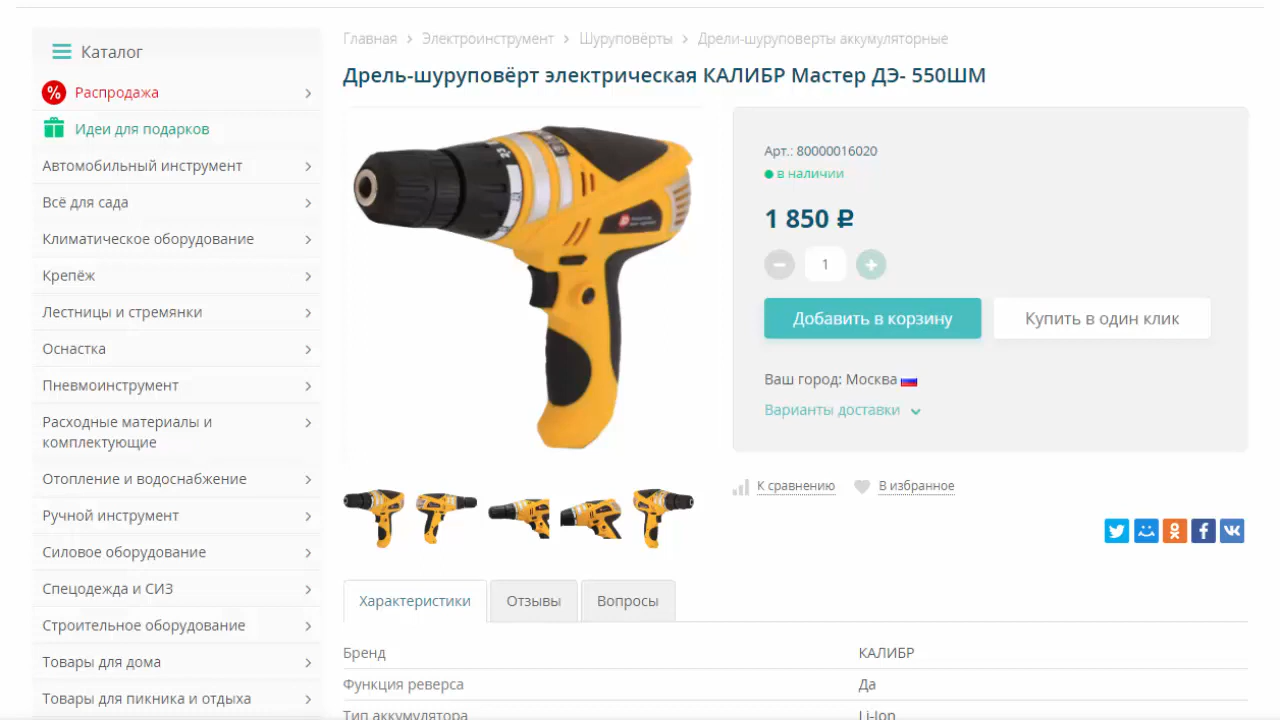 Каталог
Распродажа
Идеи для подарков
Автомобильный инструмент
Всё для сада
Климатическое оборудование
Крепёж
Лестницы и стремянки
Оснастка
Пневмоинструмент
Расходные материалы и
комплектующие
Отопление и водоснабжение
Ручной инструмент
Силовое оборудование
Спецодежда и СИЗ
Строительное оборудование
Товары для дома
Товары для пикника и отдыха
Главная > Электроинструмент > Шуруповёрты > Дрели-шуруповерты аккумуляторные
Дрель-шуруповёрт электрическая КАЛИБР Мастер ДЭ- 550ШМ
Арт.: 80000016020
в наличии
1 850 ₽
− 1 +
Добавить в корзину
Купить в один клик
Ваш город: Москва
Варианты доставки
К сравнению
В избранное
Характеристики
Отзывы
Вопросы
Бренд КАЛИБР
Функция реверса Да
Тип аккумулятора Li-Ion